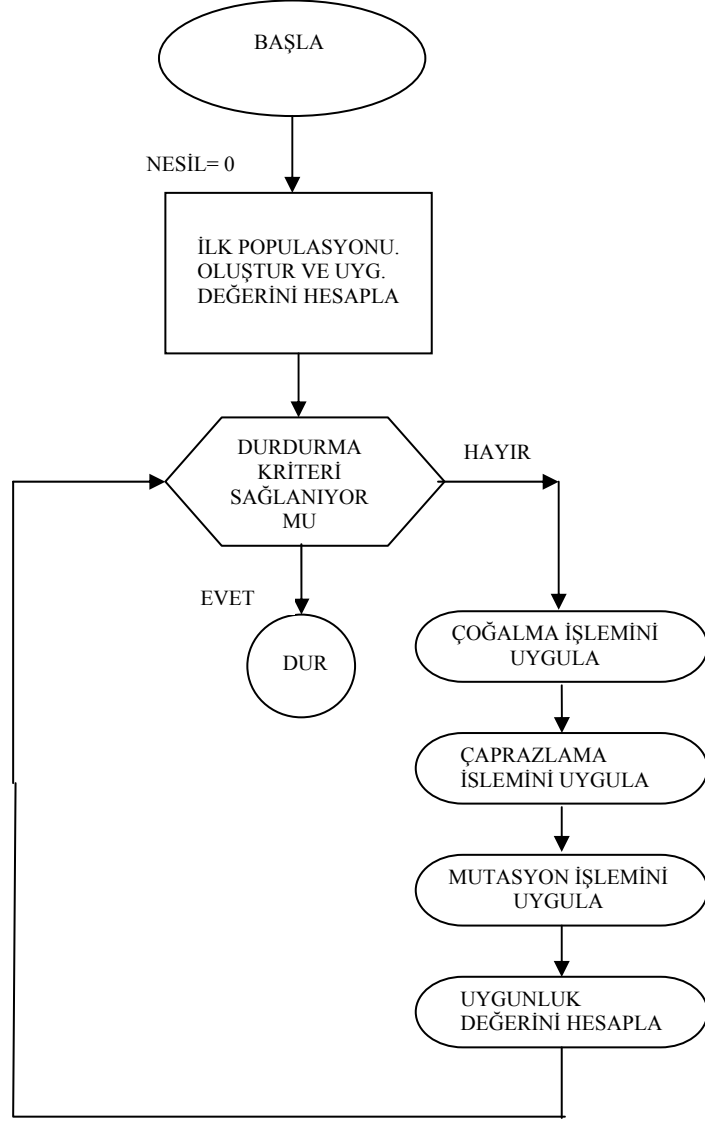 BAŞLA
NESİL= 0
İLK POPULASYONU.
OLUŞTUR VE UYG.
DEĞERİNİ HESAPLA
DURDURMA
KRİTERİ
SAĞLANIYOR
MU
HAYIR
EVET
DUR
ÇOĞALMA İŞLEMİNİ
UYGULA
ÇAPRAZLAMA
İSLEMİNİ UYGULA
MUTASYON İŞLEMİNİ
UYGULA
UYGUNLUK
DEĞERİNİ HESAPLA